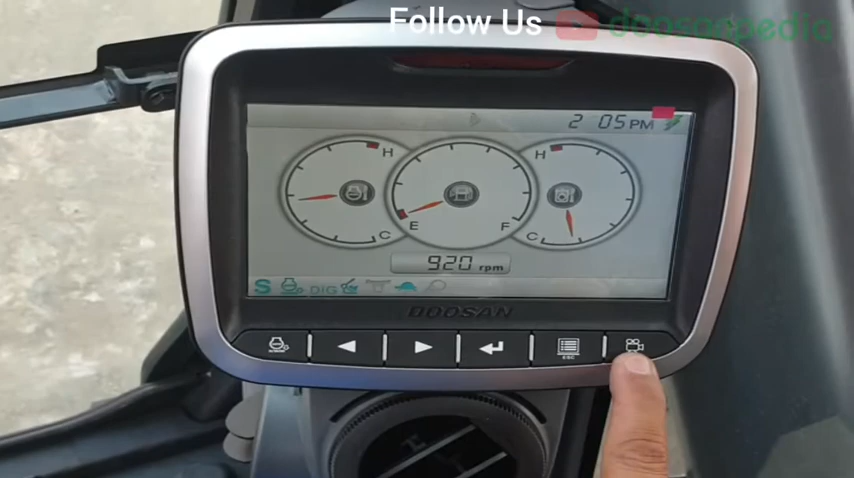 Follow Us doosanpedia
2 05 PM
H H
E F
C C
920 rpm
S DIG
DOOSAN
ESC